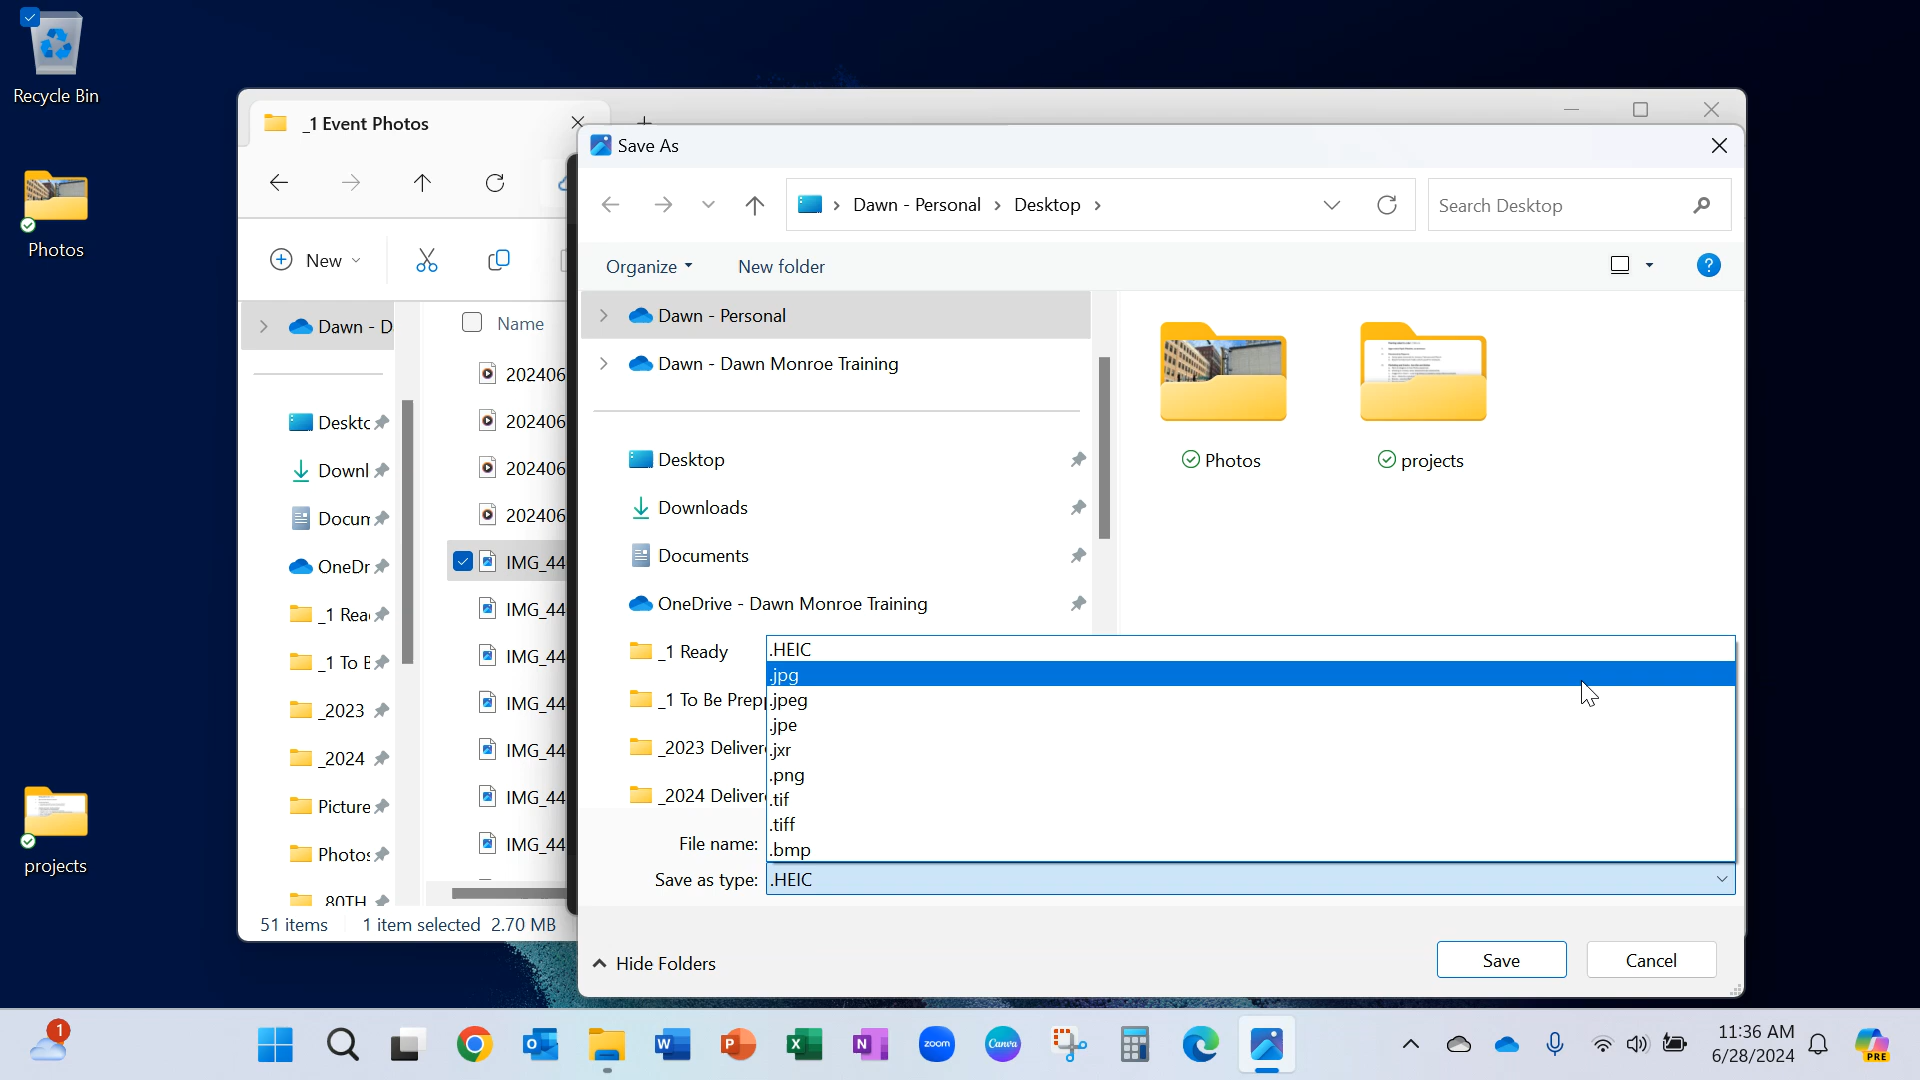 Recycle Bin
Photos
projects
_1 Event Photos
New
Dawn - D
Deskto
Downl
Docum
OneDr
_1 Rea
_1 To B
_2023
_2024
Picture
Photos
80TH
Name
202406
202406
202406
202406
IMG_44
IMG_44
IMG_44
IMG_44
IMG_44
IMG_44
IMG_44
51 items
1 item selected 2.70 MB
Save As
Dawn - Personal > Desktop >
Search Desktop
Organize
New folder
?
Dawn - Personal
Dawn - Dawn Monroe Training
Desktop
Downloads
Documents
OneDrive - Dawn Monroe Training
_1 Ready
_1 To Be Prep
_2023 Deliver
_2024 Deliver
Photos
projects
.HEIC
.jpg
.jpeg
.jpe
.jxr
.png
.tif
.tiff
.bmp
File name:
Save as type: .HEIC
Hide Folders
Save
Cancel
1
O
W
P
X
N
zoom
Canva
11:36 AM
6/28/2024
PRE